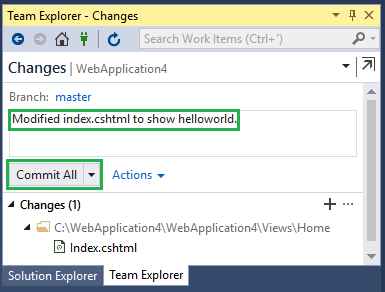 Team Explorer - Changes
Search Work Items (Ctrl+')
Changes | WebApplication4
Branch: master
Modified index.cshtml to show helloworld.
Commit All Actions
Changes (1)
C:\WebApplication4\WebApplication4\Views\Home
Index.cshtml
Solution Explorer Team Explorer